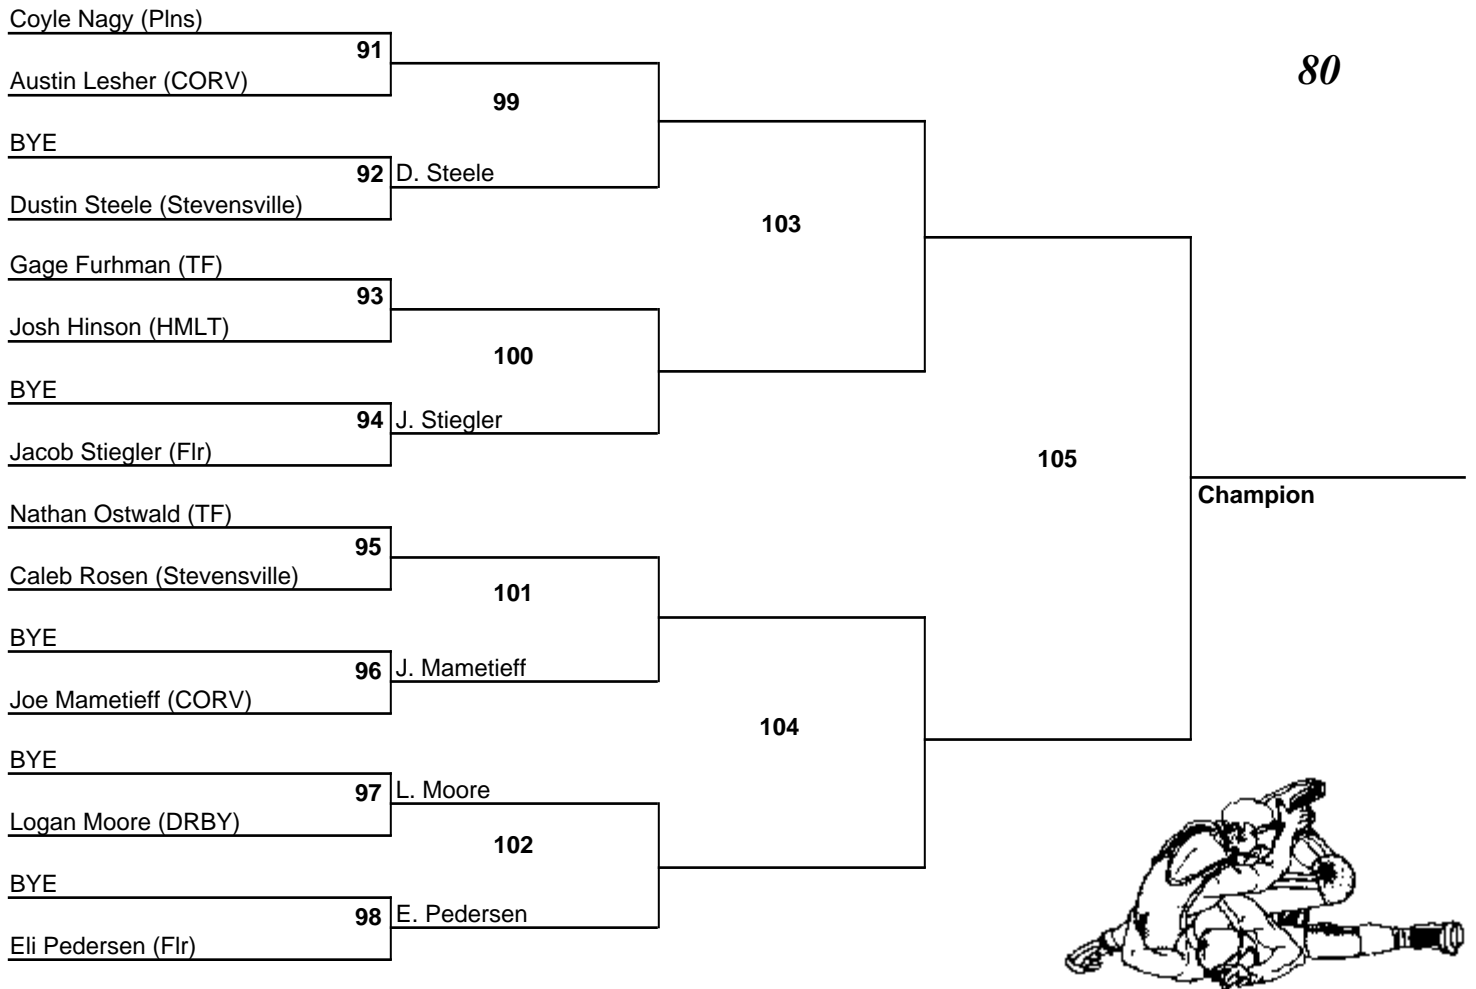 Coyle Nagy (Plns)
91
Austin Lesher (CORV)
99
80
BYE
92 D. Steele
Dustin Steele (Stevensville)
103
Gage Furhman (TF)
93
Josh Hinson (HMLT)
100
BYE
94 J. Stiegler
Jacob Stiegler (Flr)
105
Champion
Nathan Ostwald (TF)
95
Caleb Rosen (Stevensville)
101
BYE
96 J. Mametieff
Joe Mametieff (CORV)
104
BYE
97 L. Moore
Logan Moore (DRBY)
102
BYE
98 E. Pedersen
Eli Pedersen (Flr)